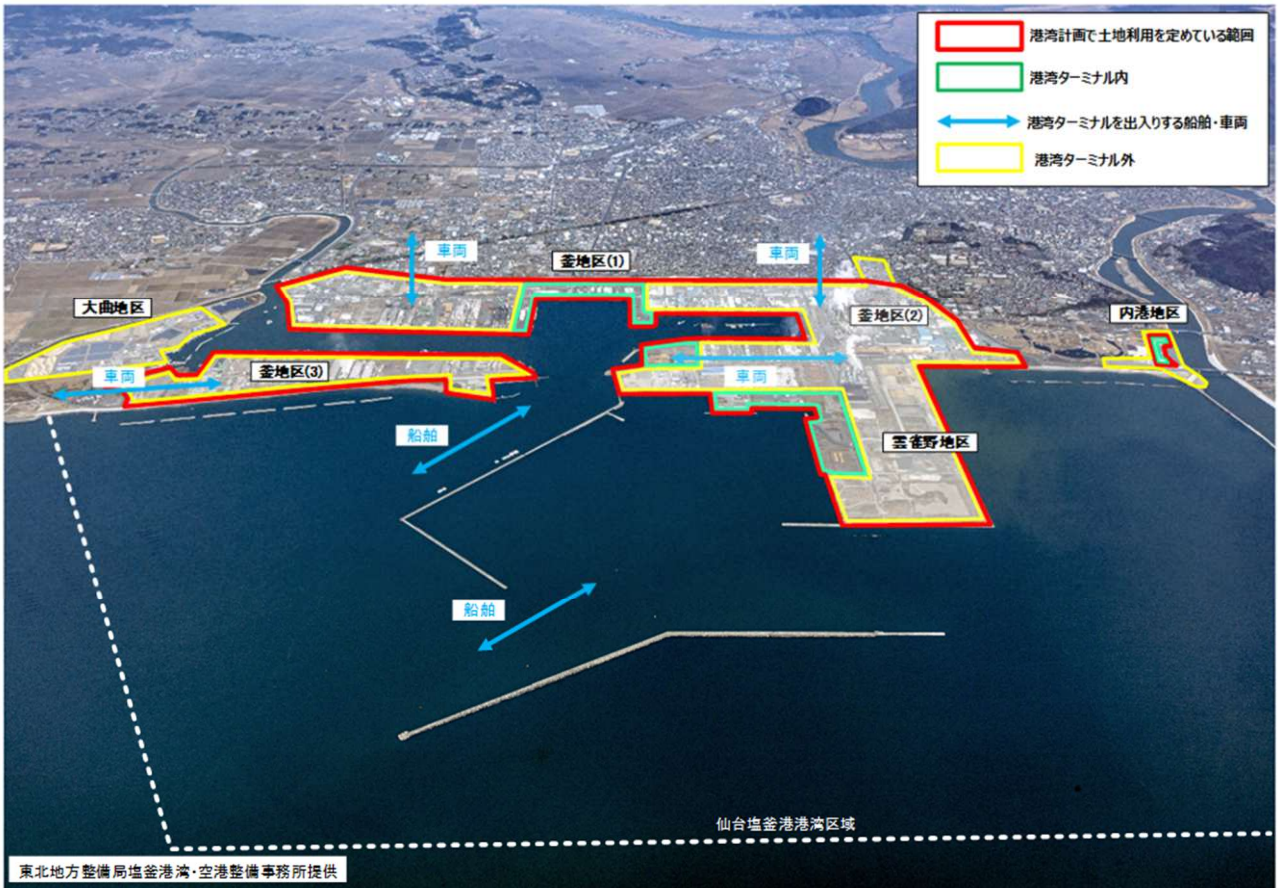 港湾計画で土地利用を定めている範囲
港湾ターミナル内
港湾ターミナルを出入りする船舶・車両
港湾ターミナル外
車両
釜地区(1)
車両
大曲地区
釜地区(2)
内港地区
車両
釜地区(3)
車両
船舶
雲雀野地区
船舶
仙台塩釜港港湾区域
東北地方整備局塩釜港湾・空港整備事務所提供